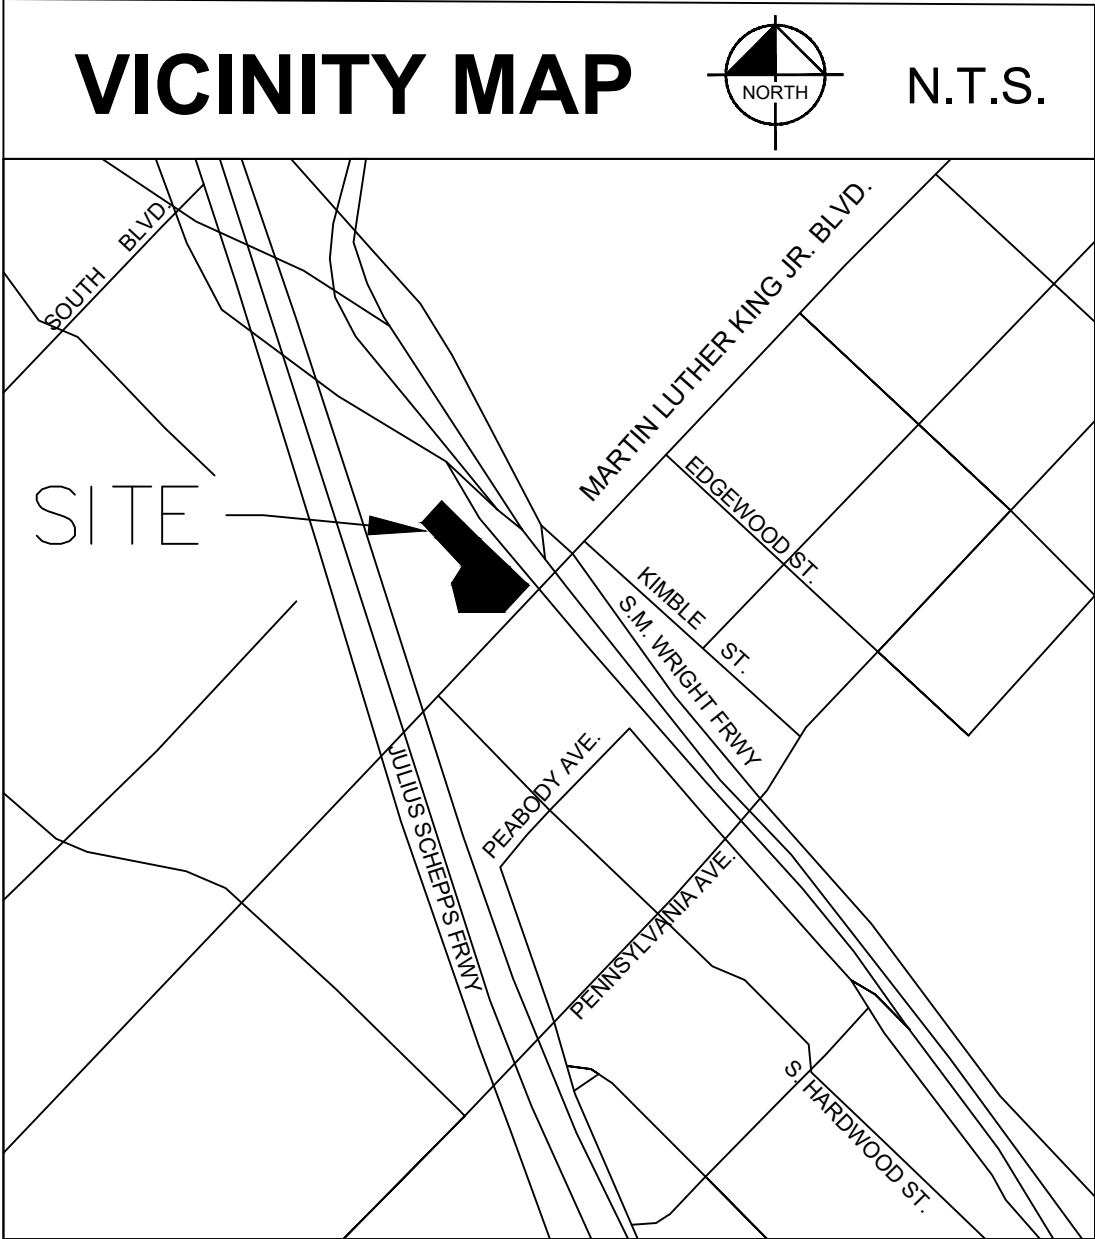 VICINITY MAP
NORTH
N.T.S.
SOUTH BLVD.
MARTIN LUTHER KING JR. BLVD.
EDGEWOOD ST.
SITE
KIMBLE ST.
S.M. WRIGHT FRWY
PEABODY AVE.
JULIUS SCHEPPS FRWY
PENNSYLVANIA AVE.
S. HARDWOOD ST.